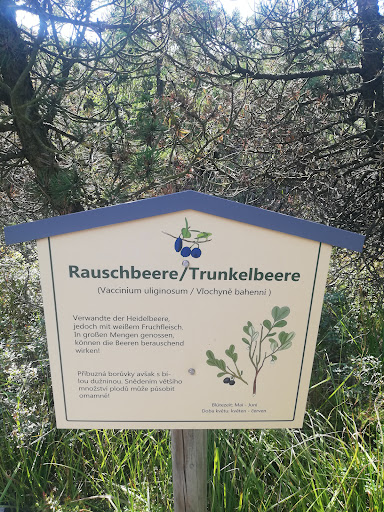 Rauschbeere/Trunkelbeere
(Vaccinium uliginosum / Vlochyně bahenní )
Verwandte der Heidelbeere,
jedoch mit weißem Fruchfleisch.
In großen Mengen genossen,
können die Beeren berauschend
wirken!
Příbuzná borůvky avšak s bí-
lou dužninou. Snědením většího
množství plodů může působit
omamně!
Blütezeit: Mai - Juni
Doba květu: květen - červen